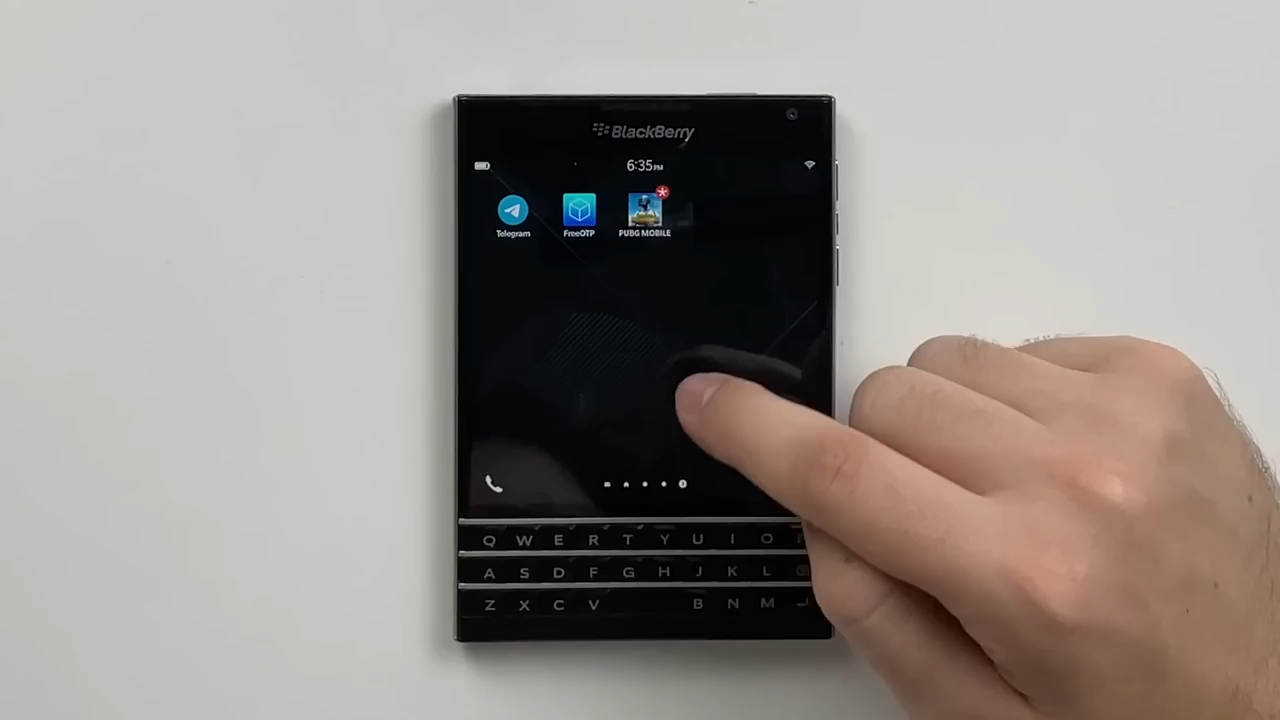 BlackBerry
6:35PM
Telegram FreeOTP PUBG MOBILE
Q W E R T Y U I O P
A S D F G H J K L
Z X C V B N M